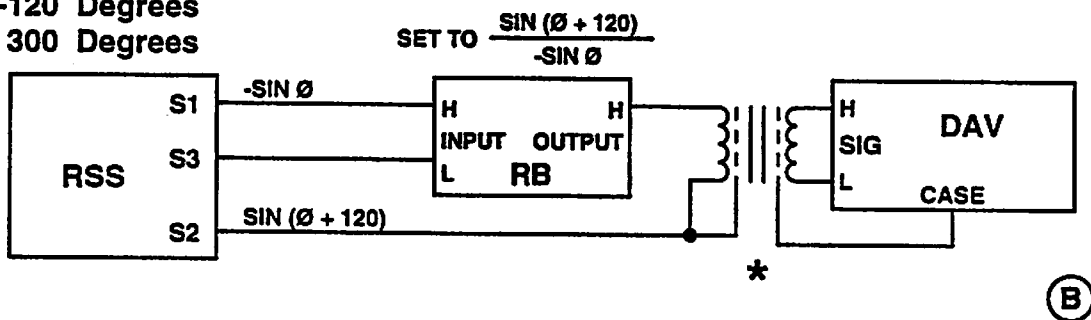 -120 Degrees
300 Degrees
SET TO SIN (Ø + 120)
-SIN Ø
S1
-SIN Ø
H
H
DAV
H
INPUT
OUTPUT
SIG
RSS
S3
L
RB
L
CASE
S2
SIN (Ø + 120)
*
B